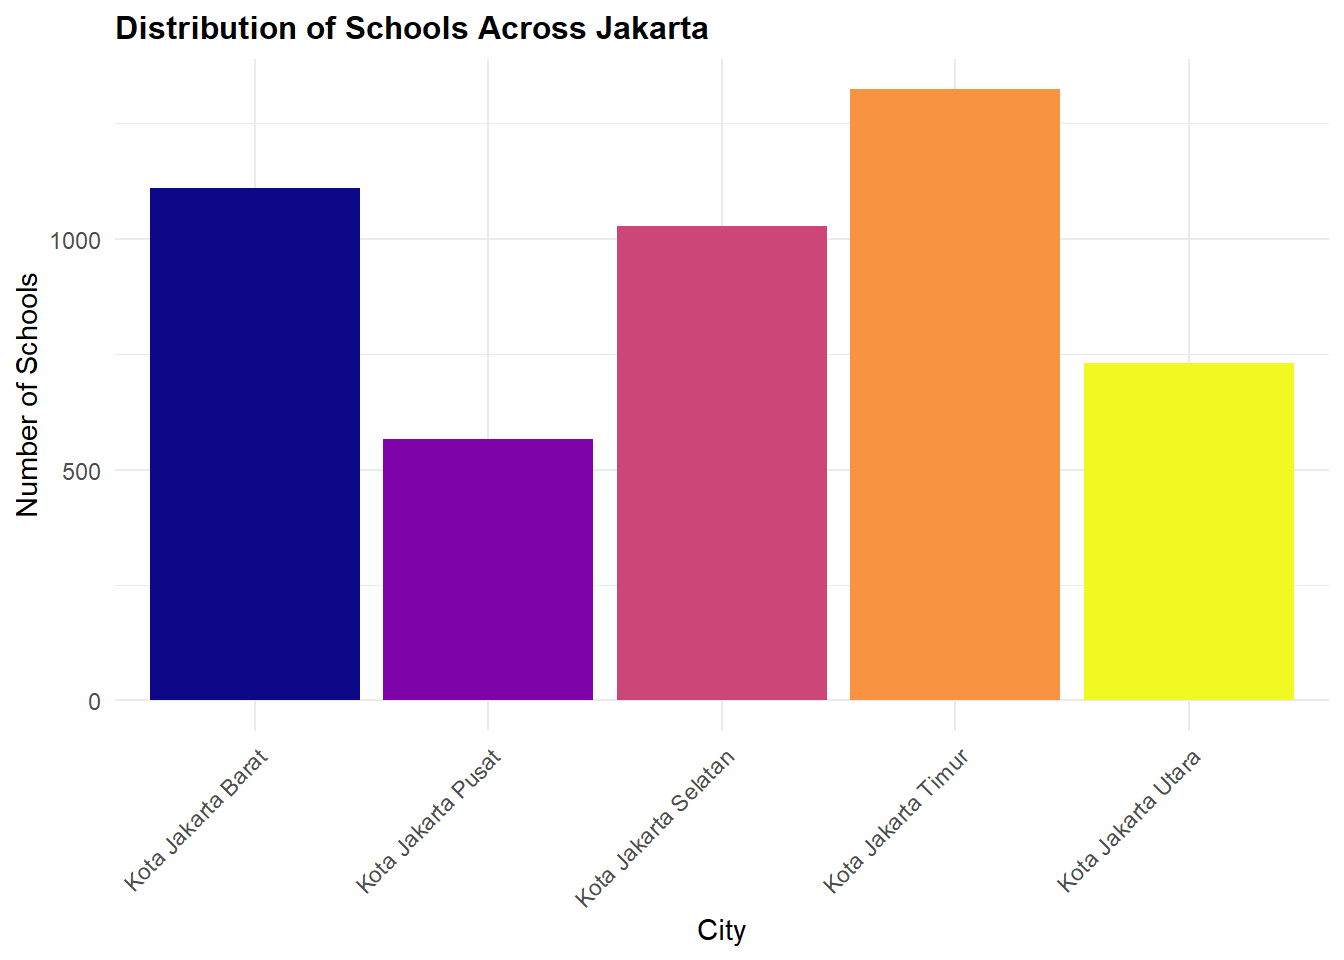 Distribution of Schools Across Jakarta
Number of Schools
1000
500
0
Kota Jakarta Barat
Kota Jakarta Pusat
Kota Jakarta Selatan
Kota Jakarta Timur
Kota Jakarta Utara
City